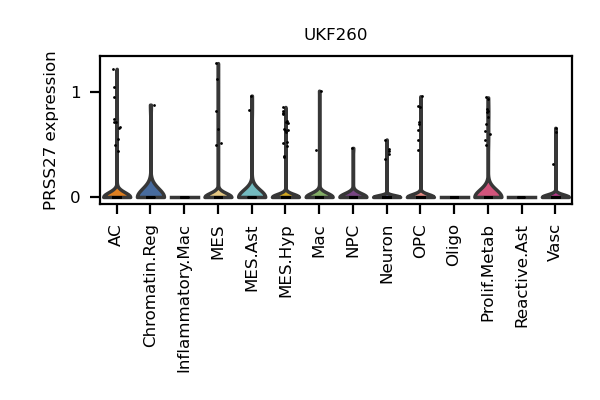 UKF260
PRSS27 expression
1
0
AC
Chromatin.Reg
Inflammatory.Mac
MES
MES.Ast
MES.Hyp
Mac
NPC
Neuron
OPC
Oligo
Prolif.Metab
Reactive.Ast
Vasc